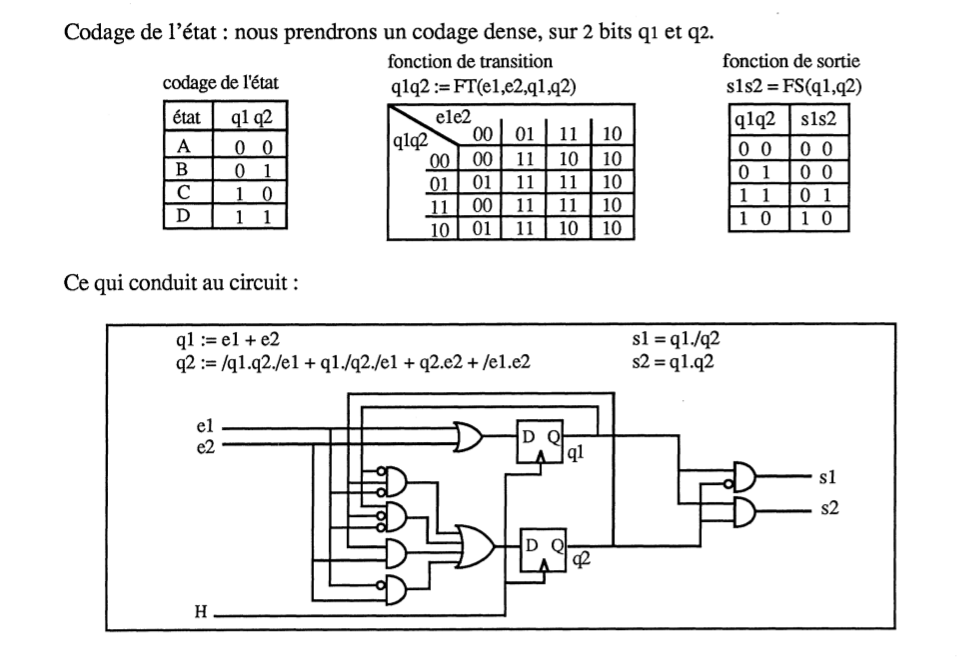 Codage de l'état : nous prendrons un codage dense, sur 2 bits q1 et q2.
codage de l'état
état q1 q2
A 0 0
B 0 1
C 1 0
D 1 1
fonction de transition
q1q2 := FT(e1,e2,q1,q2)
e1e2
q1q2 00 01 11 10
00 00 11 10 10
01 01 11 11 10
11 00 11 11 10
10 01 11 10 10
fonction de sortie
s1s2 = FS(q1,q2)
q1q2 s1s2
0 0 0 0
0 1 0 0
1 1 0 1
1 0 1 0
Ce qui conduit au circuit :
q1 := e1 + e2
q2 := /q1.q2./e1 + q1./q2./e1 + q2.e2 + /e1.e2
s1 = q1./q2
s2 = q1.q2
e1
e2
D Q
q1
s1
s2
D Q
q2
H